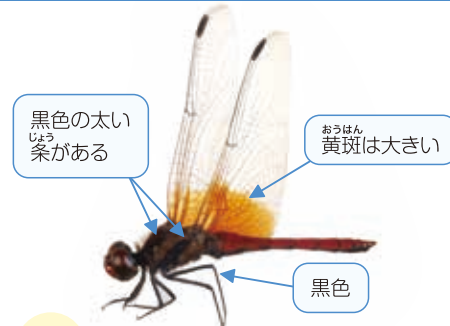 黒色の太い
条がある
じょう
黄斑は大きい
おうはん
黒色